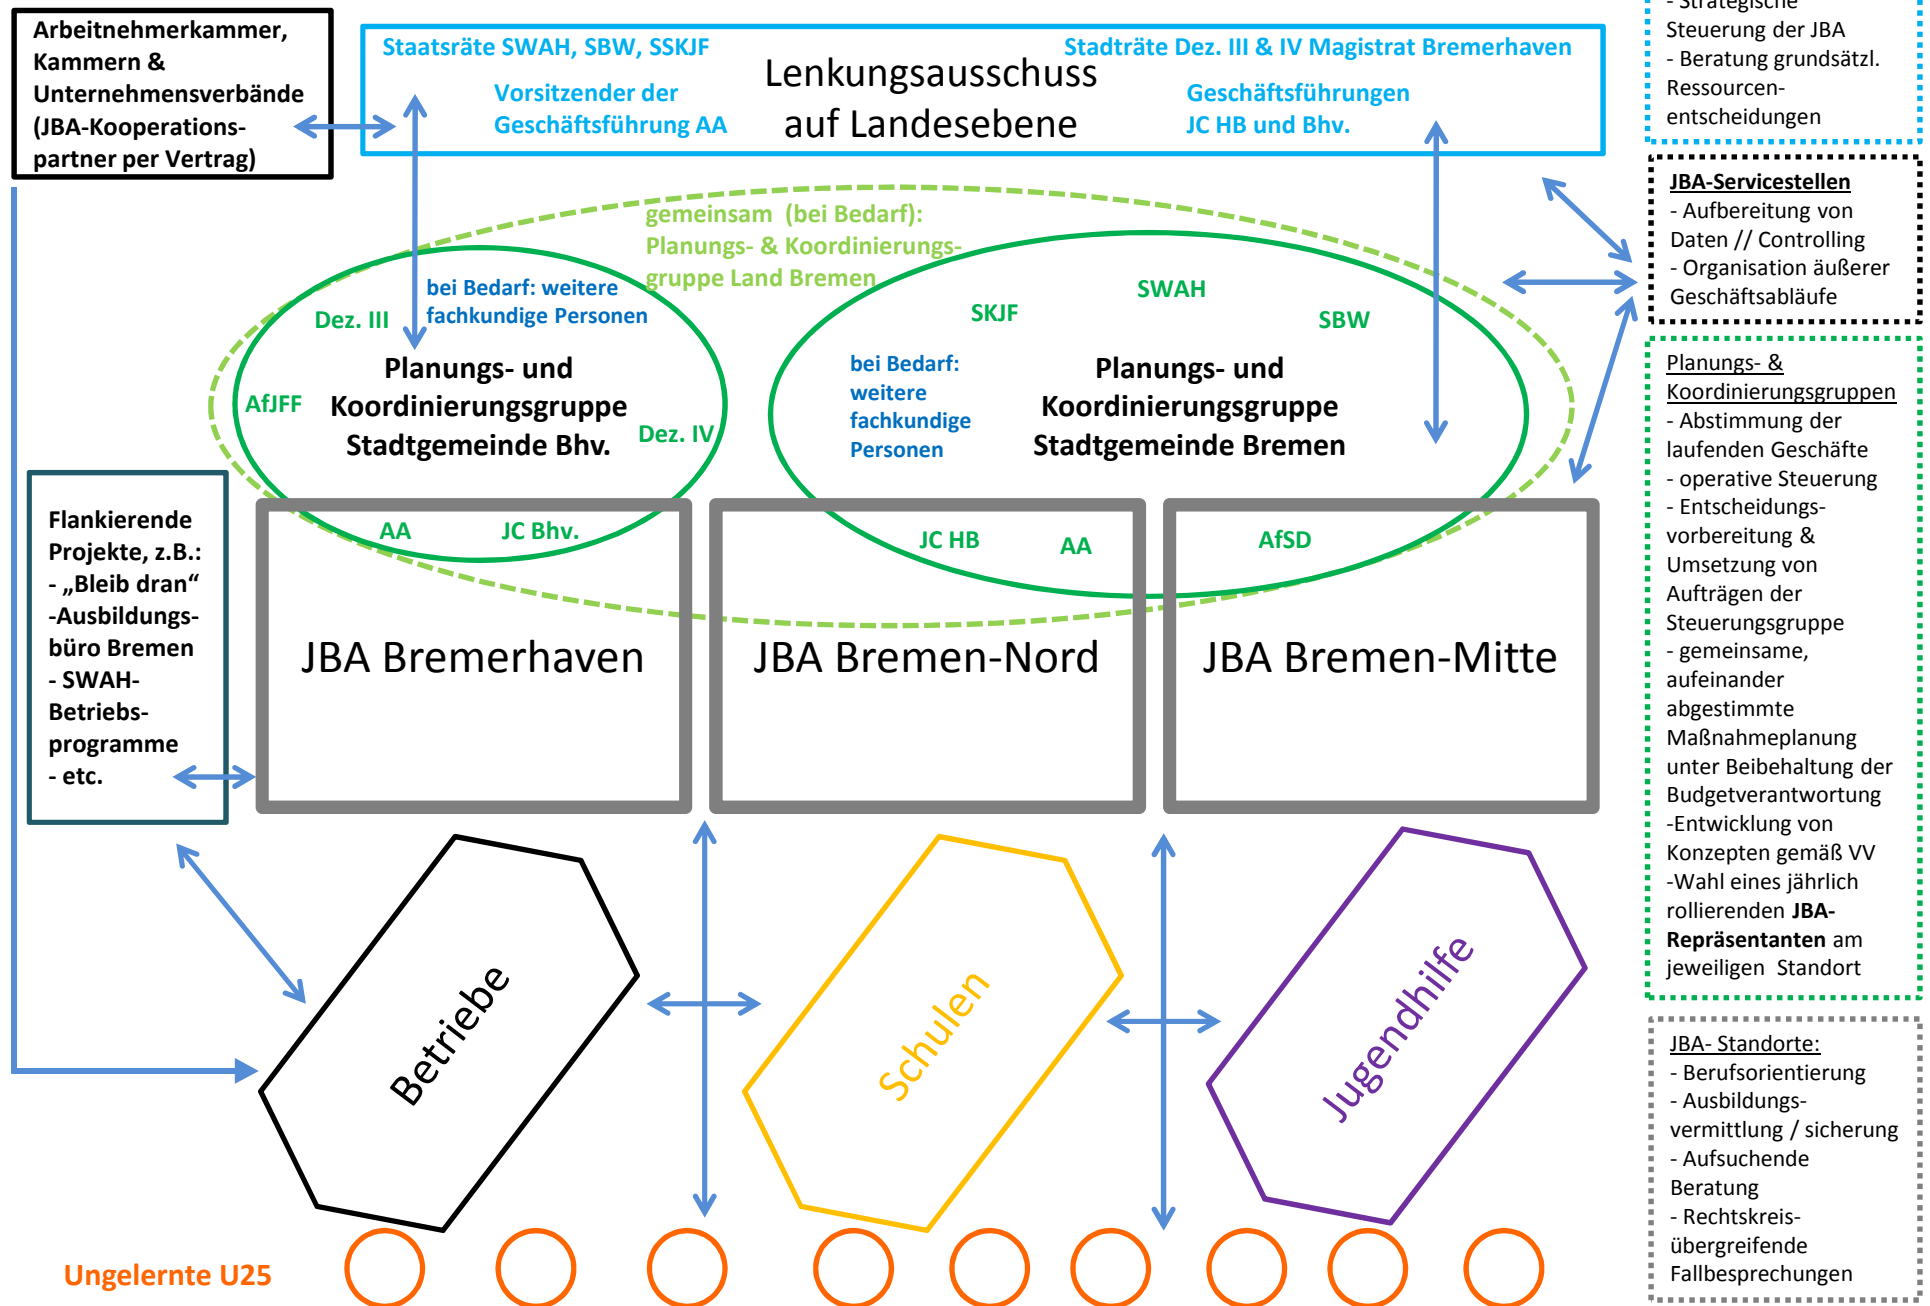 Arbeitnehmerkammer,
Kammern &
Unternehmensverbände
(JBA-Kooperations-
partner per Vertrag)
Staatsräte SWAH, SBW, SSKJF
Stadträte Dez. III & IV Magistrat Bremerhaven
Lenkungsausschuss
auf Landesebene
Vorsitzender der
Geschäftsführung AA
Geschäftsführungen
JC HB und Bhv.
- Strategische
Steuerung der JBA
- Beratung grundsätzl.
Ressourcen-
entscheidungen
JBA-Servicestellen
- Aufbereitung von
Daten // Controlling
- Organisation äußerer
Geschäftsabläufe
gemeinsam (bei Bedarf):
Planungs- & Koordinierungs-
gruppe Land Bremen
bei Bedarf: weitere
fachkundige Personen
Dez. III
AfJFF
Planungs- und
Koordinierungsgruppe
Stadtgemeinde Bhv.
Dez. IV
AA
JC Bhv.
SKJF
SWAH
SBW
bei Bedarf:
weitere
fachkundige
Personen
Planungs- und
Koordinierungsgruppe
Stadtgemeinde Bremen
JC HB
AA
AfSD
Planungs- &
Koordinierungsgruppen
- Abstimmung der
laufenden Geschäfte
- operative Steuerung
- Entscheidungs-
vorbereitung &
Umsetzung von
Aufträgen der
Steuerungsgruppe
- gemeinsame,
aufeinander
abgestimmte
Maßnahmeplanung
unter Beibehaltung der
Budgetverantwortung
-Entwicklung von
Konzepten gemäß VV
-Wahl eines jährlich
rollierenden JBA-
Repräsentanten am
jeweiligen Standort
Flankierende
Projekte, z.B.:
- „Bleib dran“
-Ausbildungs-
büro Bremen
- SWAH-
Betriebs-
programme
- etc.
JBA Bremerhaven
JBA Bremen-Nord
JBA Bremen-Mitte
Betriebe
Schulen
Jugendhilfe
JBA- Standorte:
- Berufsorientierung
- Ausbildungs-
vermittlung / sicherung
- Aufsuchende
Beratung
- Rechtskreis-
übergreifende
Fallbesprechungen
Ungelernte U25